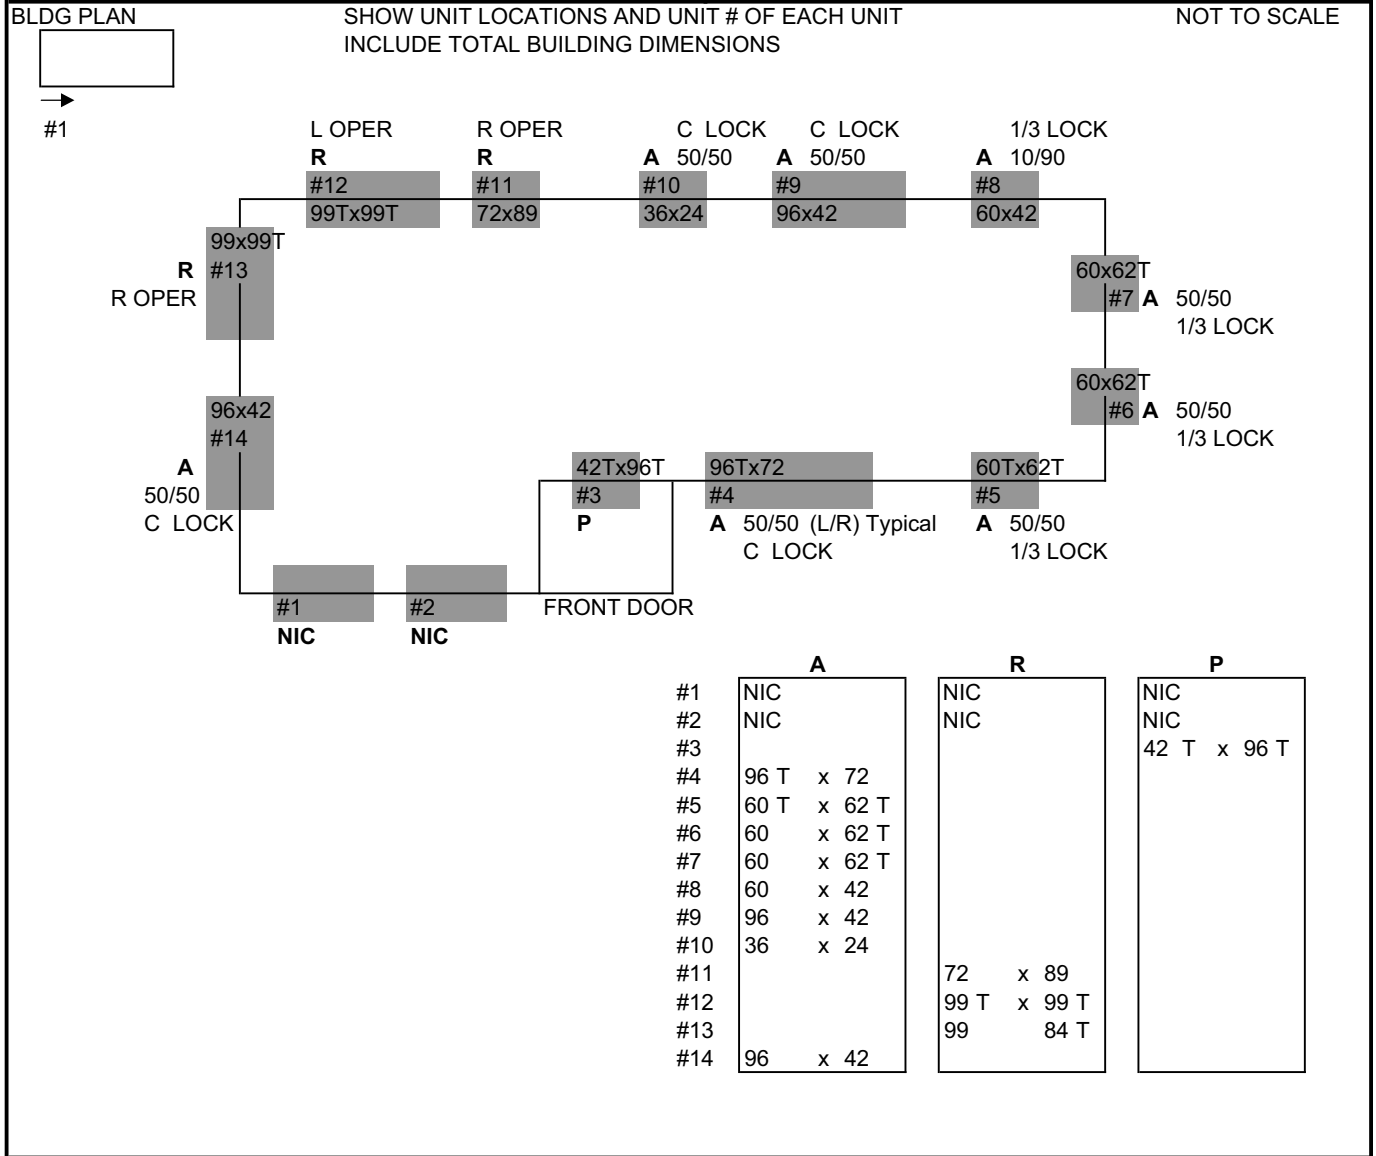 BLDG PLAN SHOW UNIT LOCATIONS AND UNIT # OF EACH UNIT NOT TO SCALE
INCLUDE TOTAL BUILDING DIMENSIONS
#1 L OPER R OPER C LOCK C LOCK 1/3 LOCK
R R A 50/50 A 50/50 A 10/90
#12 #11 #10 #9 #8
99Tx99T 72x89 36x24 96x42 60x42
99x99T
R #13 60x62T
R OPER #7 A 50/50
1/3 LOCK
60x62T
96x42 #6 A 50/50
#14 1/3 LOCK
A 42Tx96T 96Tx72 60Tx62T
50/50 #3 #4 #5
C LOCK P A 50/50 (L/R) Typical A 50/50
C LOCK 1/3 LOCK
#1 #2 FRONT DOOR
NIC NIC
A R P
#1 NIC NIC NIC
#2 NIC NIC NIC
#3 42 T x 96 T
#4 96 T x 72
#5 60 T x 62 T
#6 60 x 62 T
#7 60 x 62 T
#8 60 x 42
#9 96 x 42
#10 36 x 24
#11 72 x 89
#12 99 T x 99 T
#13 99 84 T
#14 96 x 42